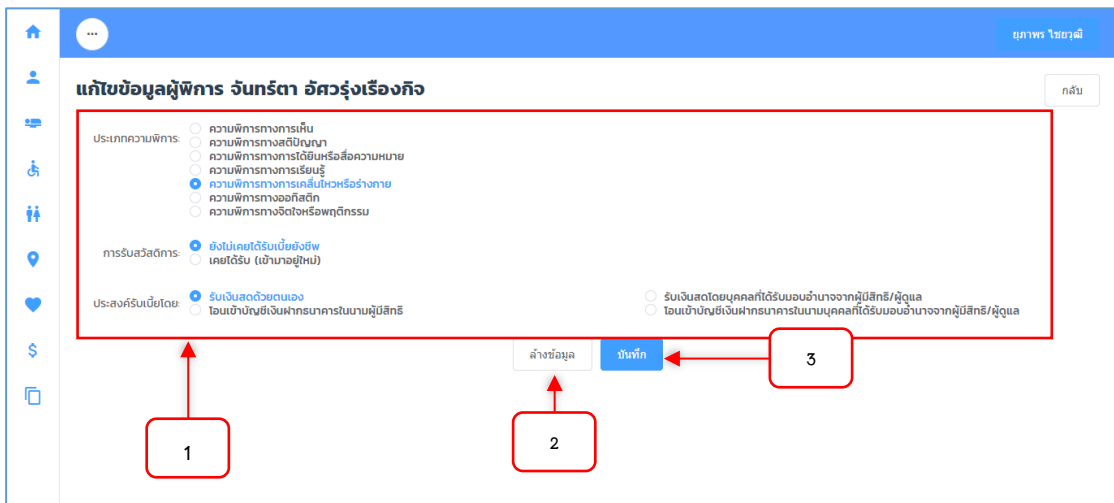 ...
ยุภาพร ไชยวุฒิ
แก้ไขข้อมูลผู้พิการ จันทร์ตา อัศวรุ่งเรืองกิจ
กลับ
ประเภทความพิการ:
ความพิการทางการเห็น
ความพิการทางสติปัญญา
ความพิการทางการได้ยินหรือสื่อความหมาย
ความพิการทางการเรียนรู้
ความพิการทางการเคลื่อนไหวหรือร่างกาย
ความพิการทางออทิสติก
ความพิการทางจิตใจหรือพฤติกรรม
การรับสวัสดิการ:
ยังไม่เคยได้รับเบี้ยยังชีพ
เคยได้รับ (เข้ามาอยู่ใหม่)
ประสงค์รับเบี้ยโดย:
รับเงินสดด้วยตนเอง
รับเงินสดโดยบุคคลที่ได้รับมอบอำนาจจากผู้มีสิทธิ/ผู้ดูแล
โอนเข้าบัญชีเงินฝากธนาคารในนามผู้มีสิทธิ
โอนเข้าบัญชีเงินฝากธนาคารในนามบุคคลที่ได้รับมอบอำนาจจากผู้มีสิทธิ/ผู้ดูแล
ล้างข้อมูล
บันทึก
3
1
2